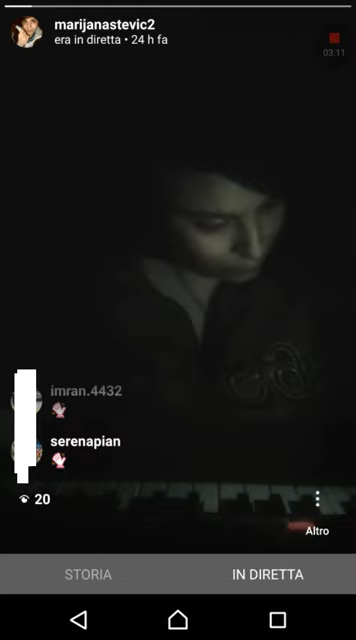 marijanastevic2
era in diretta • 24 h fa
03:11
imran.4432
serenapian
20
Altro
STORIA
IN DIRETTA